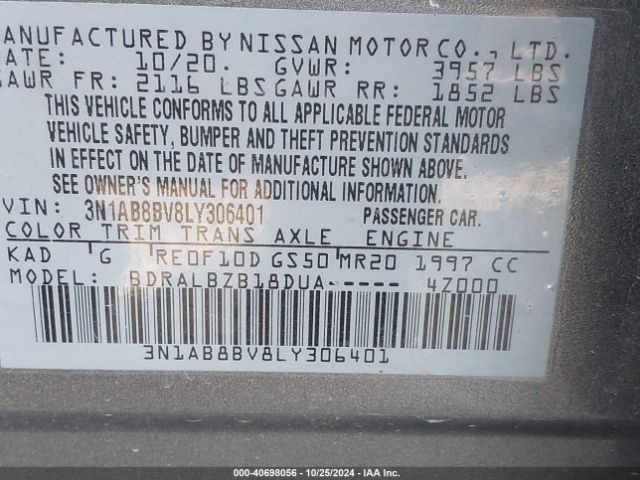 MANUFACTURED BY NISSAN MOTOR CO., LTD.
DATE: 10/20. GVWR: 3957 LBS
GAWR FR: 2116 LBS GAWR RR: 1852 LBS
THIS VEHICLE CONFORMS TO ALL APPLICABLE FEDERAL MOTOR
VEHICLE SAFETY, BUMPER AND THEFT PREVENTION STANDARDS
IN EFFECT ON THE DATE OF MANUFACTURE SHOWN ABOVE.
SEE OWNER'S MANUAL FOR ADDITIONAL INFORMATION.
VIN: 3N1AB8BV8LY306401 PASSENGER CAR.
COLOR TRIM TRANS AXLE ENGINE
KAD G RE0F10D GS50 MR20 1997 CC
MODEL: BDRALBZB18DUA----- 4Z000
3N1AB8BV8LY306401
000-40698056 - 10/25/2024 - IAA Inc.